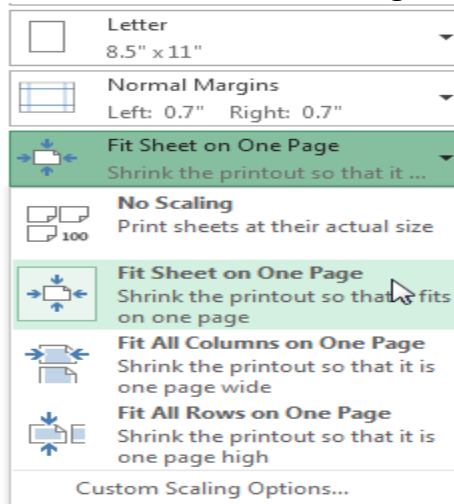 Letter
8.5" x 11"
Normal Margins
Left: 0.7" Right: 0.7"
Fit Sheet on One Page
Shrink the printout so that it ...
No Scaling
100
Print sheets at their actual size
Fit Sheet on One Page
Shrink the printout so that fits
on one page
Fit All Columns on One Page
Shrink the printout so that it is
one page wide
Fit All Rows on One Page
Shrink the printout so that it is
one page high
Custom Scaling Options...